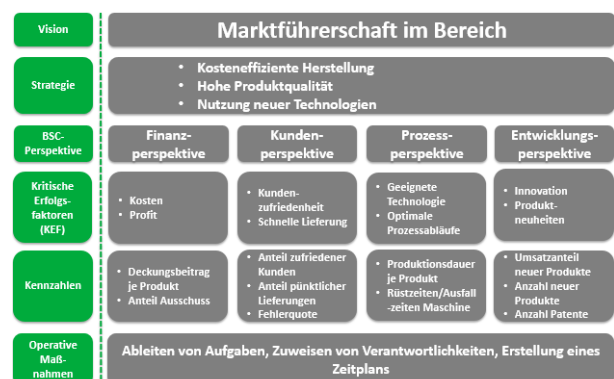 Vision
Marktführerschaft im Bereich
Strategie
• Kosteneffiziente Herstellung
• Hohe Produktqualität
• Nutzung neuer Technologien
BSC-
Perspektive
Finanz-
perspektive
Kunden-
perspektive
Prozess-
perspektive
Entwicklungs-
perspektive
Kritische
Erfolgs-
faktoren
(KEF)
• Kosten
• Profit
• Kunden-
zufriedenheit
• Schnelle Lieferung
• Geeignete
Technologie
• Optimale
Prozessabläufe
• Innovation
• Produkt-
neuheiten
Kennzahlen
• Deckungsbeitrag
je Produkt
• Anteil Ausschuss
• Anteil zufriedener
Kunden
• Anteil pünktlicher
Lieferungen
• Fehlerquote
• Produktionsdauer
je Produkt
• Rüstzeiten/Ausfall
-zeiten Maschine
• Umsatzanteil
neuer Produkte
• Anzahl neuer
Produkte
• Anzahl Patente
Operative
Maß-
nahmen
Ableiten von Aufgaben, Zuweisen von Verantwortlichkeiten, Erstellung eines
Zeitplans